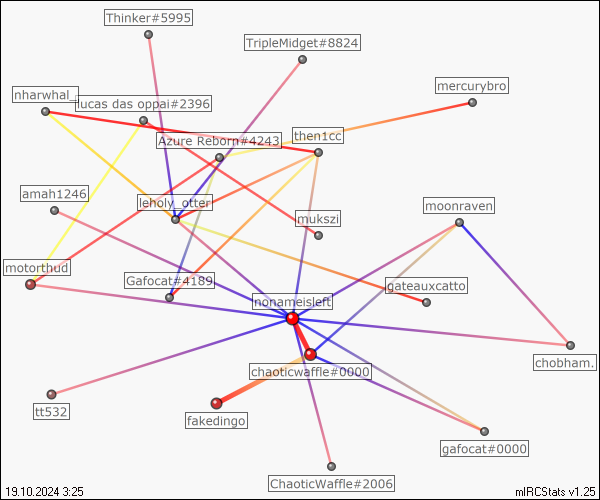 Thinker#5995
TripleMidget#8824
mercurybro
nharwhal_
lucas das oppai#2396
Azure Reborn#4243
then1cc
amah1246
leholy_otter
mukszi
moonraven
motorthud
Gafocat#4189
nonameisleft
gateauxcatto
chobham.
chaoticwaffle#0000
tt532
fakedingo
gafocat#0000
ChaoticWaffle#2006
19.10.2024 3:25
mIRCStats v1.25